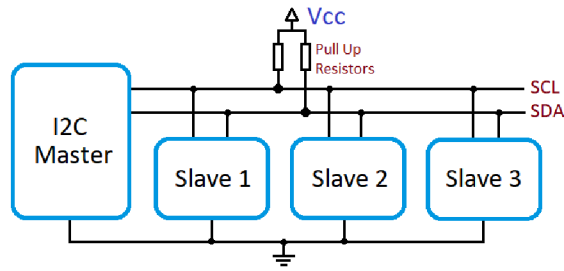 Vcc
Pull Up
Resistors
SCL
SDA
I2C
Master
Slave 1
Slave 2
Slave 3